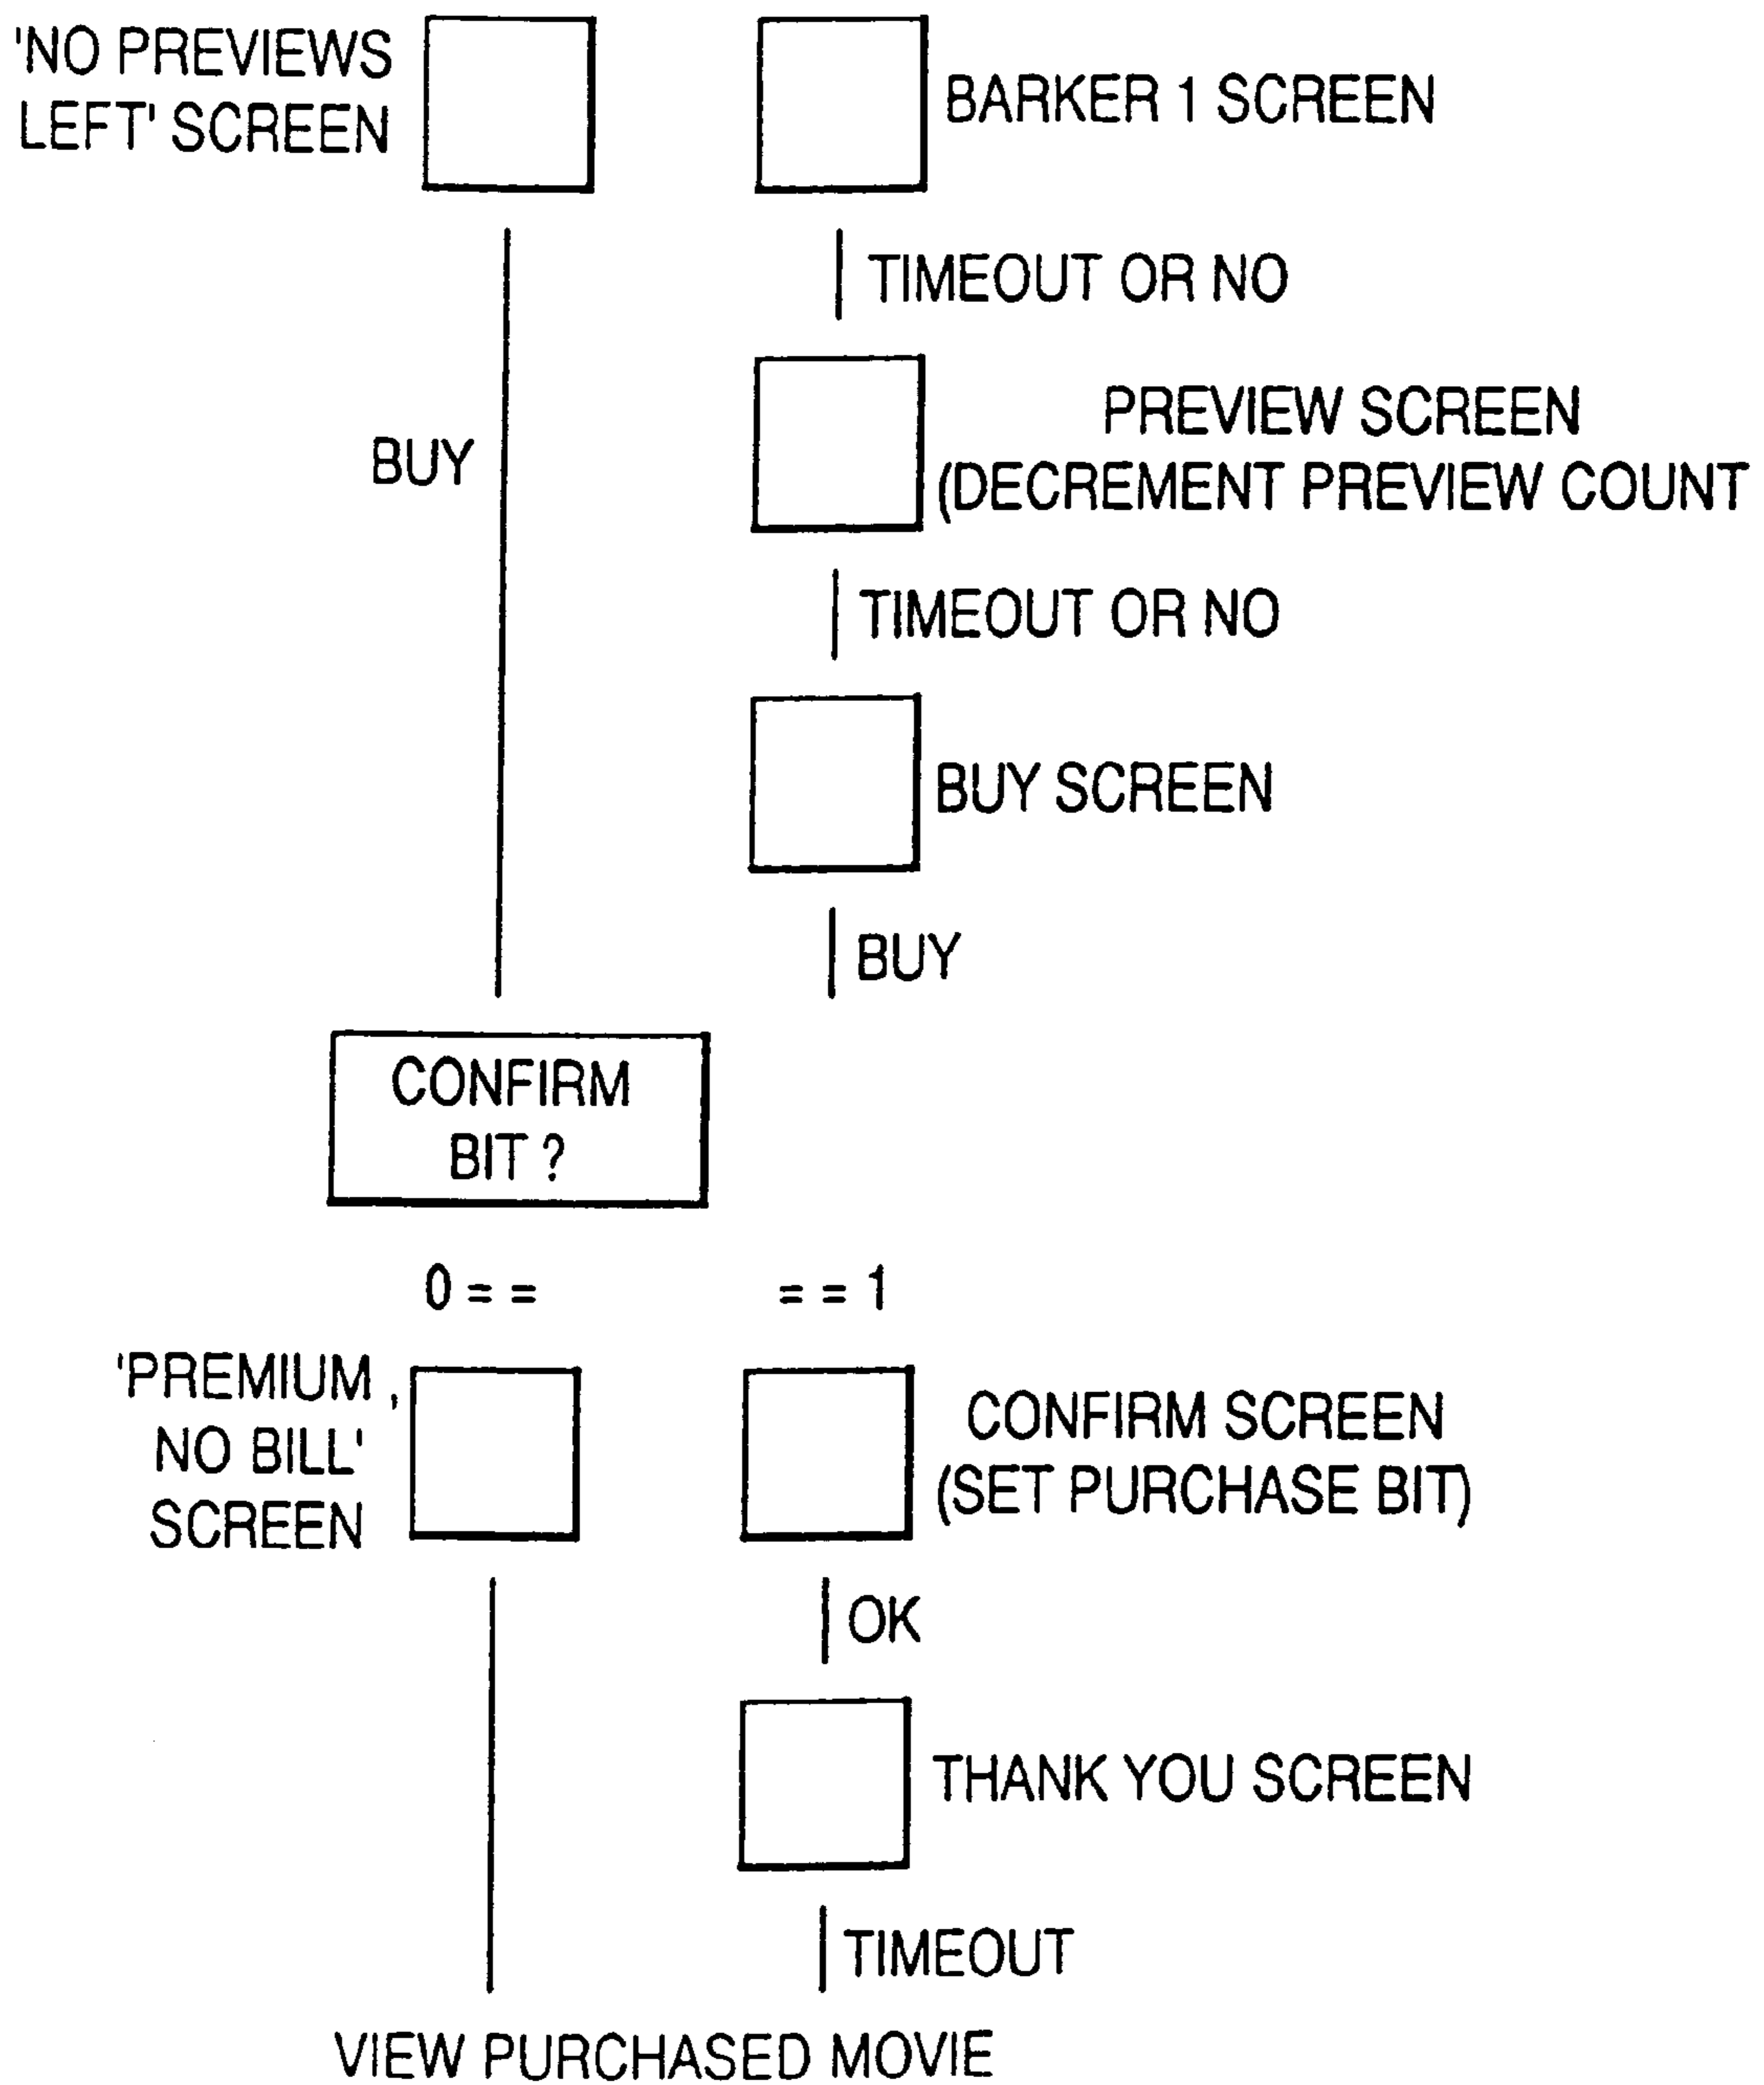 'NO PREVIEWS
LEFT' SCREEN
BARKER 1 SCREEN
TIMEOUT OR NO
PREVIEW SCREEN
(DECREMENT PREVIEW COUNT
BUY
TIMEOUT OR NO
BUY SCREEN
BUY
CONFIRM
BIT ?
0 = =
= = 1
'PREMIUM ,
NO BILL'
SCREEN
CONFIRM SCREEN
(SET PURCHASE BIT)
OK
THANK YOU SCREEN
TIMEOUT
VIEW PURCHASED MOVIE